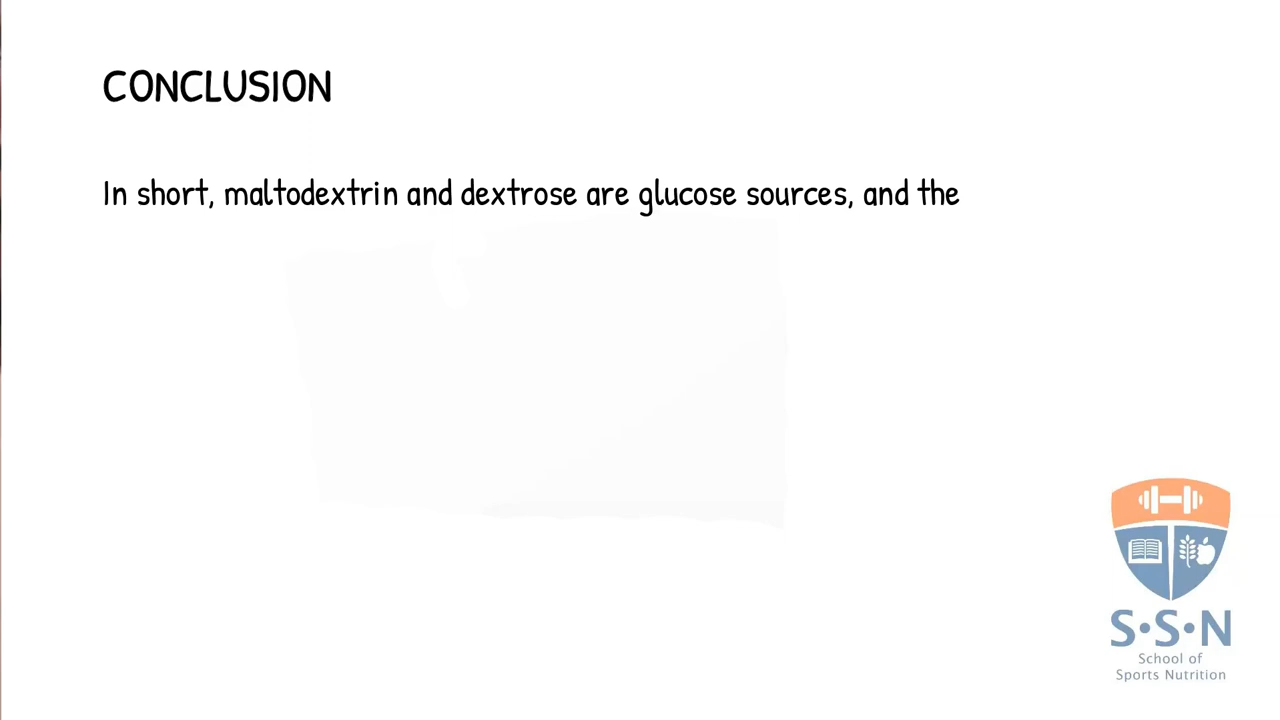 CONCLUSION
In short, maltodextrin and dextrose are glucose sources, and the
S•S•N
School of
Sports Nutrition